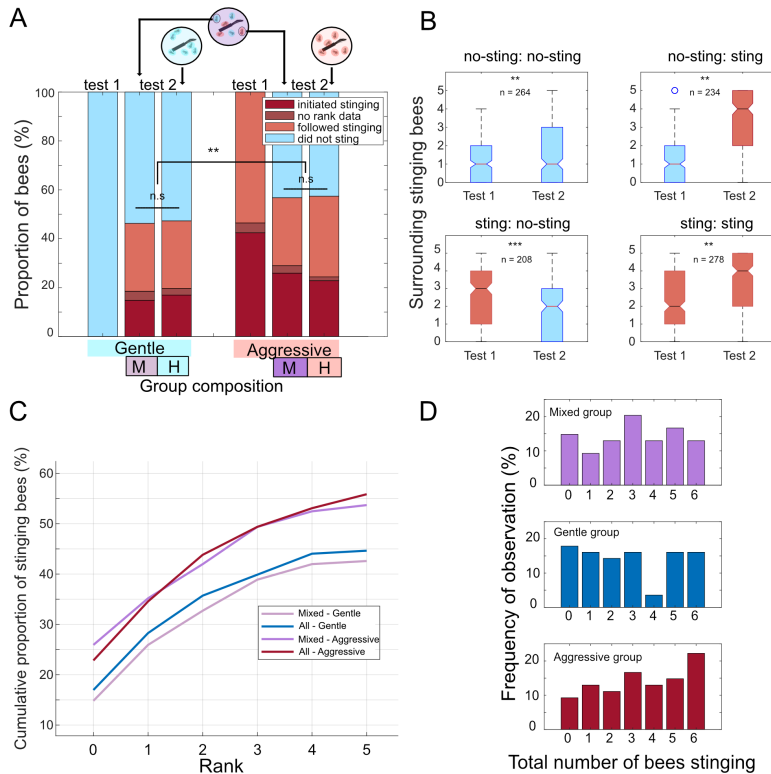 A
test 1
test 2
test 1
test 2
100
80
60
40
20
0
Proportion of bees (%)
initiated stinging
no rank data
followed stinging
did not sting
**
n.s
n.s
Gentle
Aggressive
M
H
M
H
Group composition
B
Surrounding stinging bees
no-sting: no-sting
**
n = 264
5
4
3
2
1
0
Test 1
Test 2
no-sting: sting
**
n = 234
5
4
3
2
1
0
Test 1
Test 2
sting: no-sting
***
n = 208
5
4
3
2
1
0
Test 1
Test 2
sting: sting
**
n = 278
5
4
3
2
1
0
Test 1
Test 2
C
Cumulative proportion of stinging bees (%)
60
50
40
30
20
10
Mixed - Gentle
All - Gentle
Mixed - Aggressive
All - Aggressive
0
1
2
3
4
5
Rank
D
Frequency of observation (%)
Mixed group
20
10
0
0
1
2
3
4
5
6
Gentle group
20
10
0
0
1
2
3
4
5
6
Aggressive group
20
10
0
0
1
2
3
4
5
6
Total number of bees stinging